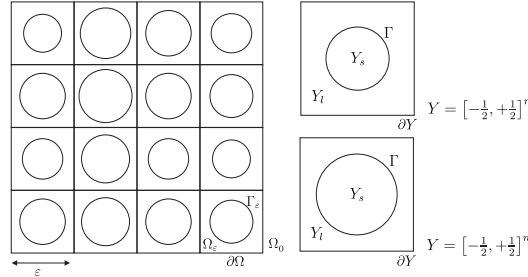 Γ
Y_s
Y_l
Y = [-1/2, +1/2]^n
∂Y
Γ
Y_s
Γ_ε
Y_l
Ω_ε
Ω_0
Y = [-1/2, +1/2]^n
∂Ω
∂Y
ε